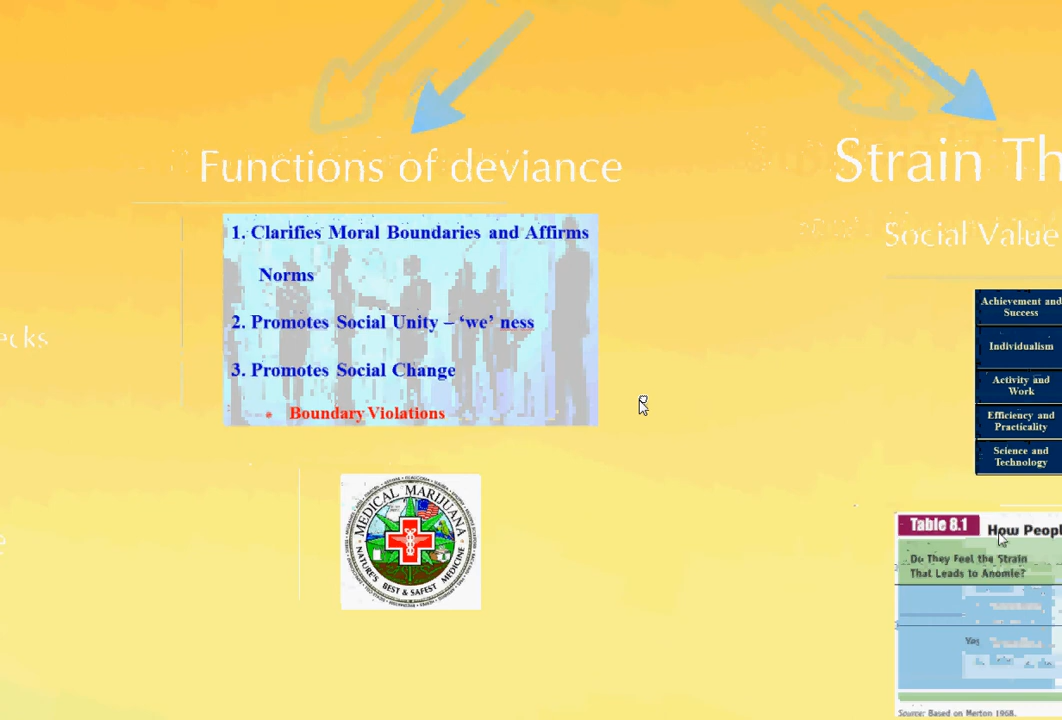 Functions of deviance
1. Clarifies Moral Boundaries and Affirms
Norms
2. Promotes Social Unity – ‘we’ ness
3. Promotes Social Change
• Boundary Violations
MEDICAL MARIJUANA
NATURE'S BEST & SAFEST MEDICINE
ecks
e
Strain Th
Social Value
Achievement and
Success
Individualism
Activity and
Work
Efficiency and
Practicality
Science and
Technology
Table 8.1 How Peopl
Do They Feel the Strain
That Leads to Anomie?
Yes
Source: Based on Merton 1968.